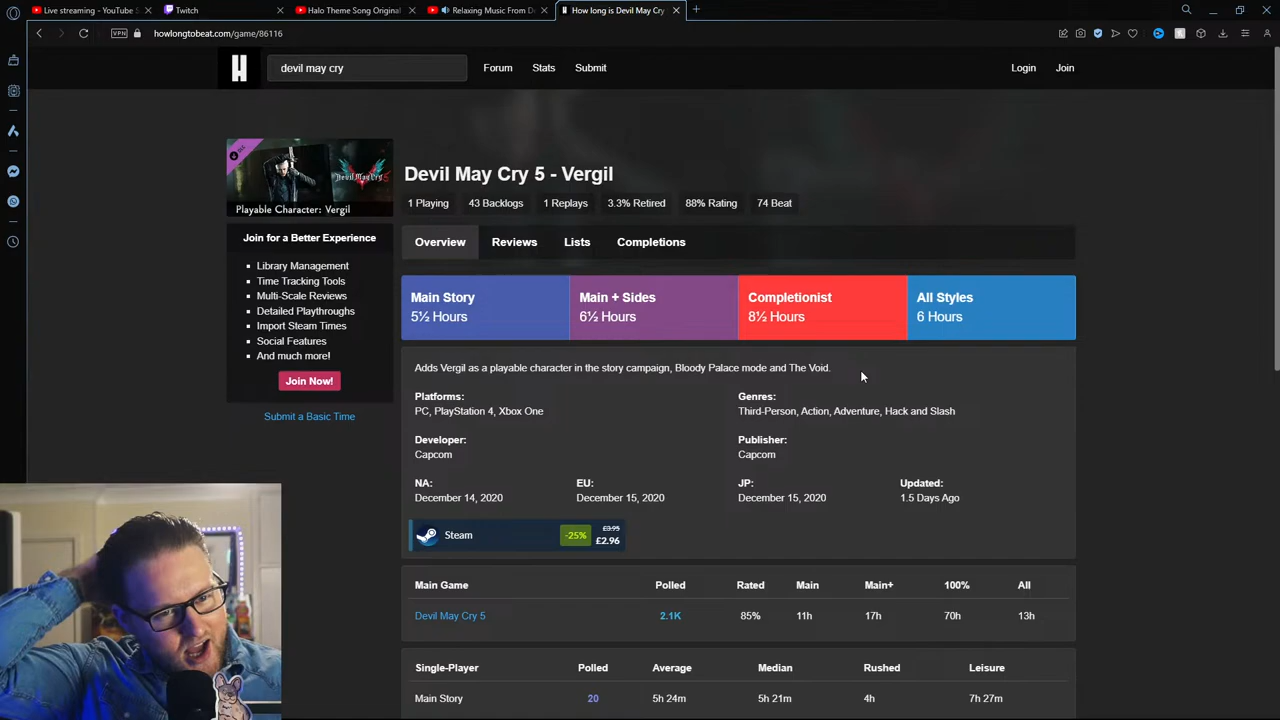 Live streaming - YouTube S
Twitch
Halo Theme Song Original
Relaxing Music From De
How long is Devil May Cry
VPN
howlongtobeat.com/game/86116
H
devil may cry
Forum
Stats
Submit
Login
Join
Playable Character: Vergil
Devil May Cry 5 - Vergil
1 Playing
43 Backlogs
1 Replays
3.3% Retired
88% Rating
74 Beat
Join for a Better Experience
Library Management
Time Tracking Tools
Multi-Scale Reviews
Detailed Playthroughs
Import Steam Times
Social Features
And much more!
Join Now!
Submit a Basic Time
Overview
Reviews
Lists
Completions
Main Story
5½ Hours
Main + Sides
6½ Hours
Completionist
8½ Hours
All Styles
6 Hours
Adds Vergil as a playable character in the story campaign, Bloody Palace mode and The Void.
Platforms:
PC, PlayStation 4, Xbox One
Genres:
Third-Person, Action, Adventure, Hack and Slash
Developer:
Capcom
Publisher:
Capcom
NA:
December 14, 2020
EU:
December 15, 2020
JP:
December 15, 2020
Updated:
1.5 Days Ago
Steam
-25%
£3.95
£2.96
Main Game Polled Rated Main Main+ 100% All
Devil May Cry 5 2.1K 85% 11h 17h 70h 13h
Single-Player Polled Average Median Rushed Leisure
Main Story 20 5h 24m 5h 21m 4h 7h 27m